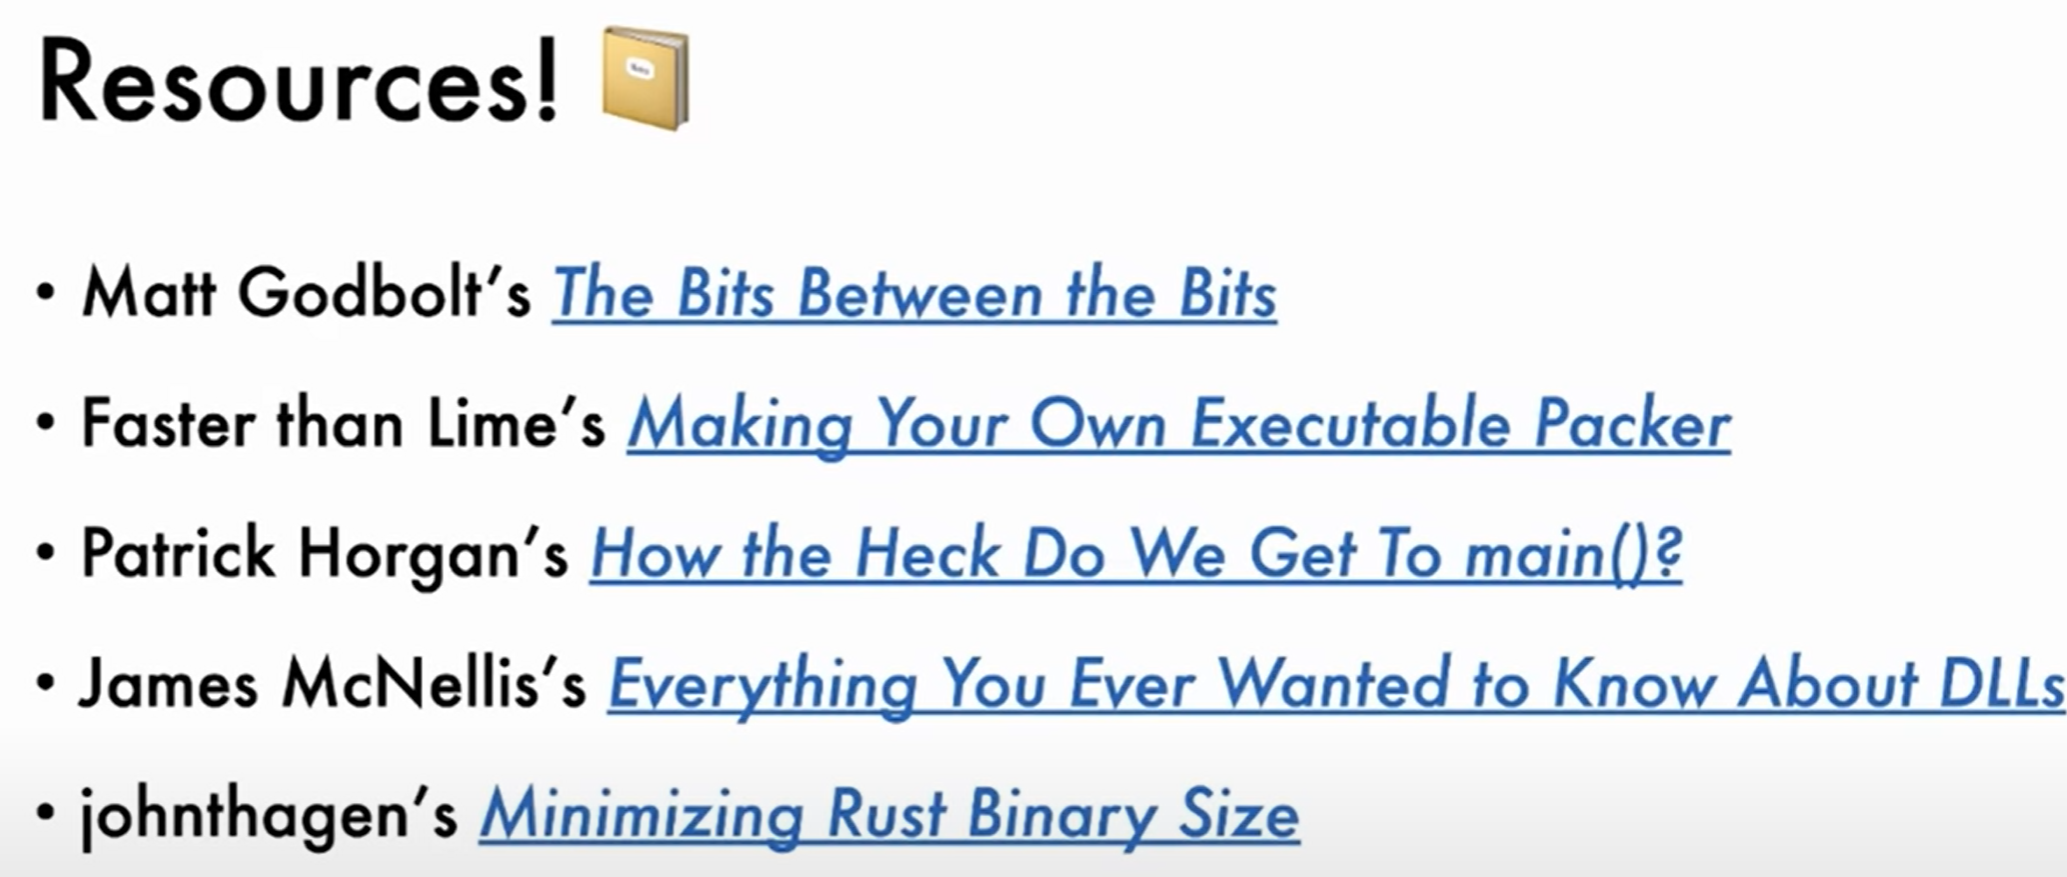 Resources!
• Matt Godbolt’s The Bits Between the Bits
• Faster than Lime’s Making Your Own Executable Packer
• Patrick Horgan’s How the Heck Do We Get To main()?
• James McNellis’s Everything You Ever Wanted to Know About DLLs
• johnthagen’s Minimizing Rust Binary Size